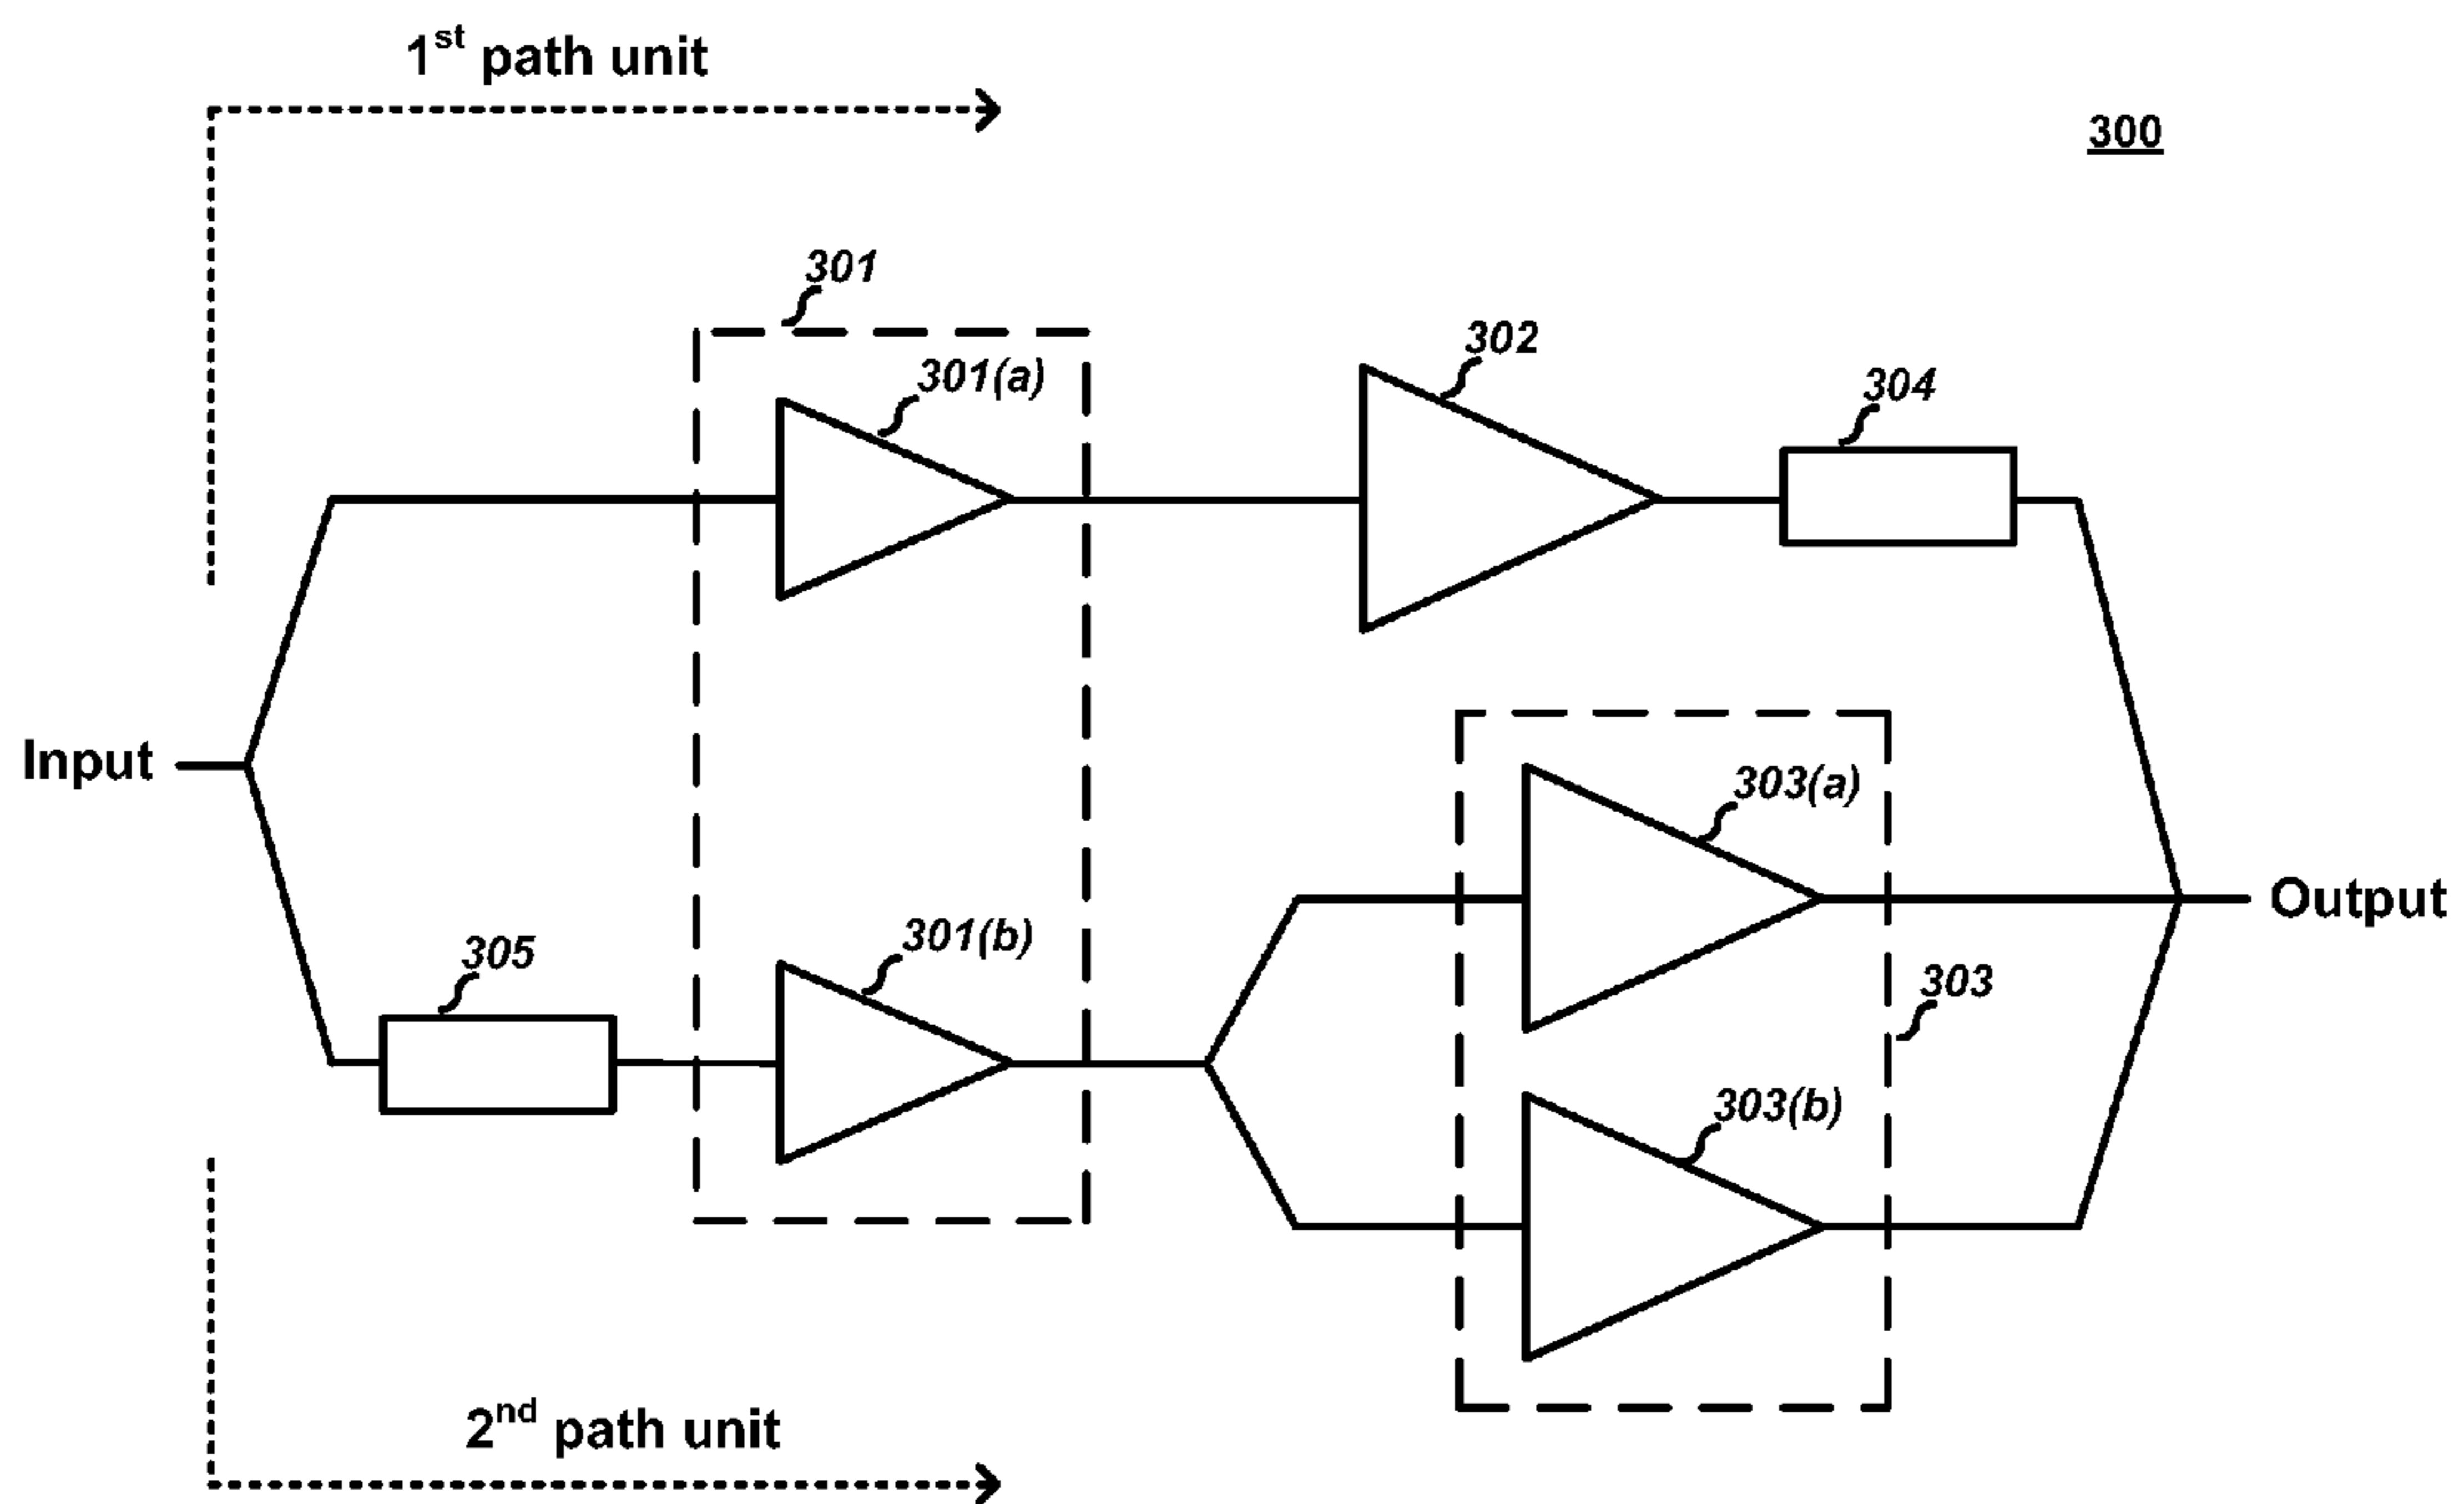 1st path unit
300
301
301(a)
302
304
Input
303(a)
Output
305
301(b)
303
303(b)
2nd path unit